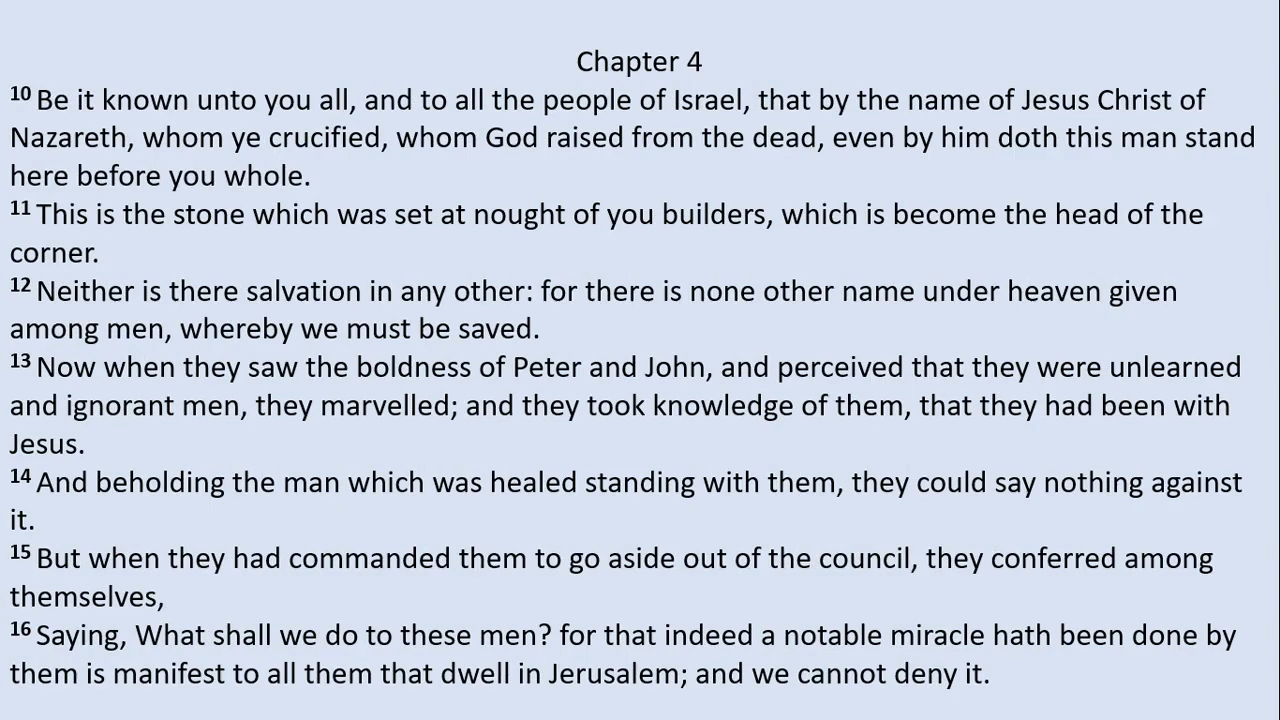 Chapter 4
10 Be it known unto you all, and to all the people of Israel, that by the name of Jesus Christ of
Nazareth, whom ye crucified, whom God raised from the dead, even by him doth this man stand
here before you whole.
11 This is the stone which was set at nought of you builders, which is become the head of the
corner.
12 Neither is there salvation in any other: for there is none other name under heaven given
among men, whereby we must be saved.
13 Now when they saw the boldness of Peter and John, and perceived that they were unlearned
and ignorant men, they marvelled; and they took knowledge of them, that they had been with
Jesus.
14 And beholding the man which was healed standing with them, they could say nothing against
it.
15 But when they had commanded them to go aside out of the council, they conferred among
themselves,
16 Saying, What shall we do to these men? for that indeed a notable miracle hath been done by
them is manifest to all them that dwell in Jerusalem; and we cannot deny it.